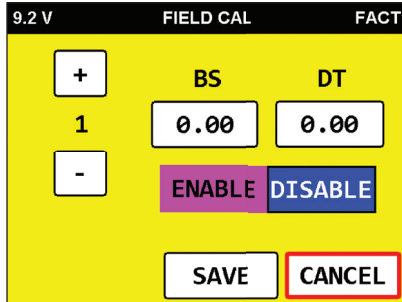 9.2 V FIELD CAL FACT
+ BS DT
1 0.00 0.00
-
ENABLE DISABLE
SAVE CANCEL